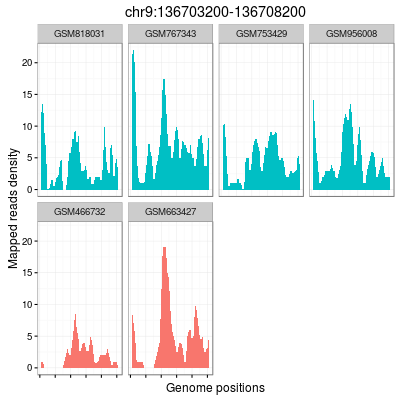 chr9:136703200-136708200
GSM818031 GSM767343 GSM753429 GSM956008
20
15
10
5
0
GSM466732 GSM663427
20
15
10
5
0
Mapped reads density
Genome positions